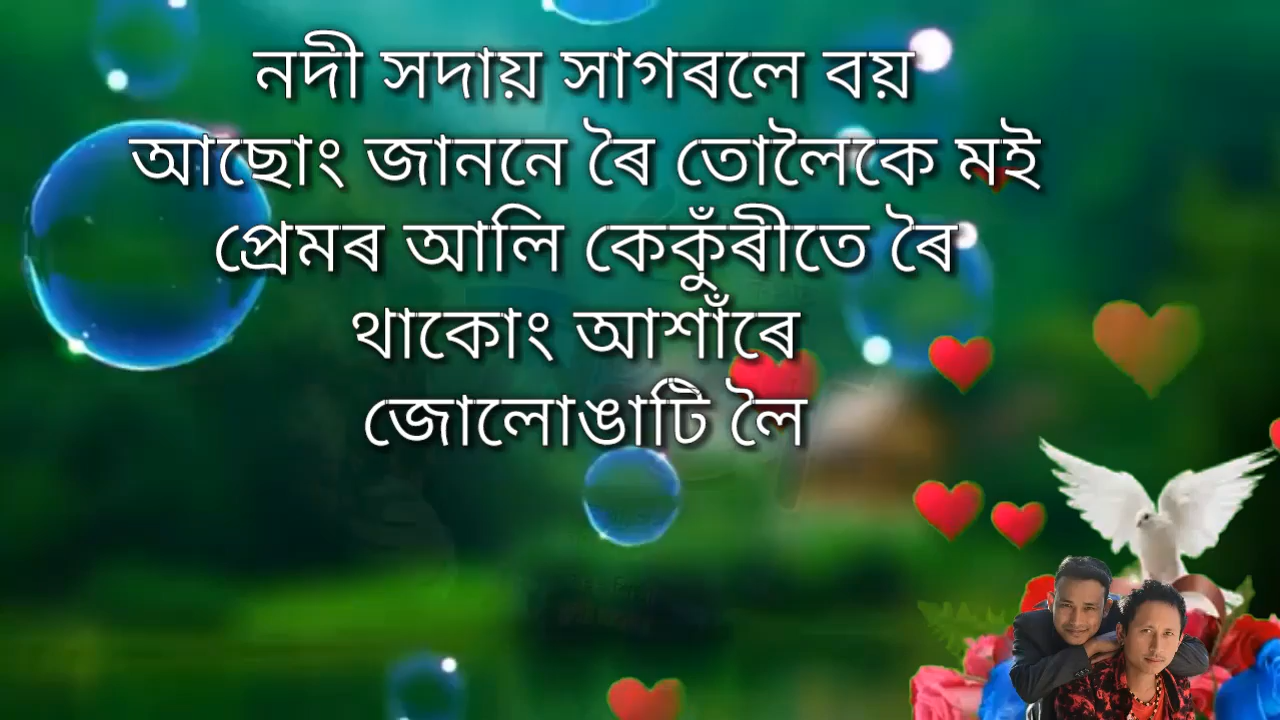 নদী সদায় সাগৰলে বয়
আছোং জাননে ৰৈ তোলৈকে মই
প্ৰেমৰ আলি কেকুঁৰীতে ৰৈ
থাকোং আশাঁৰে
জোলোঙাটি লৈ